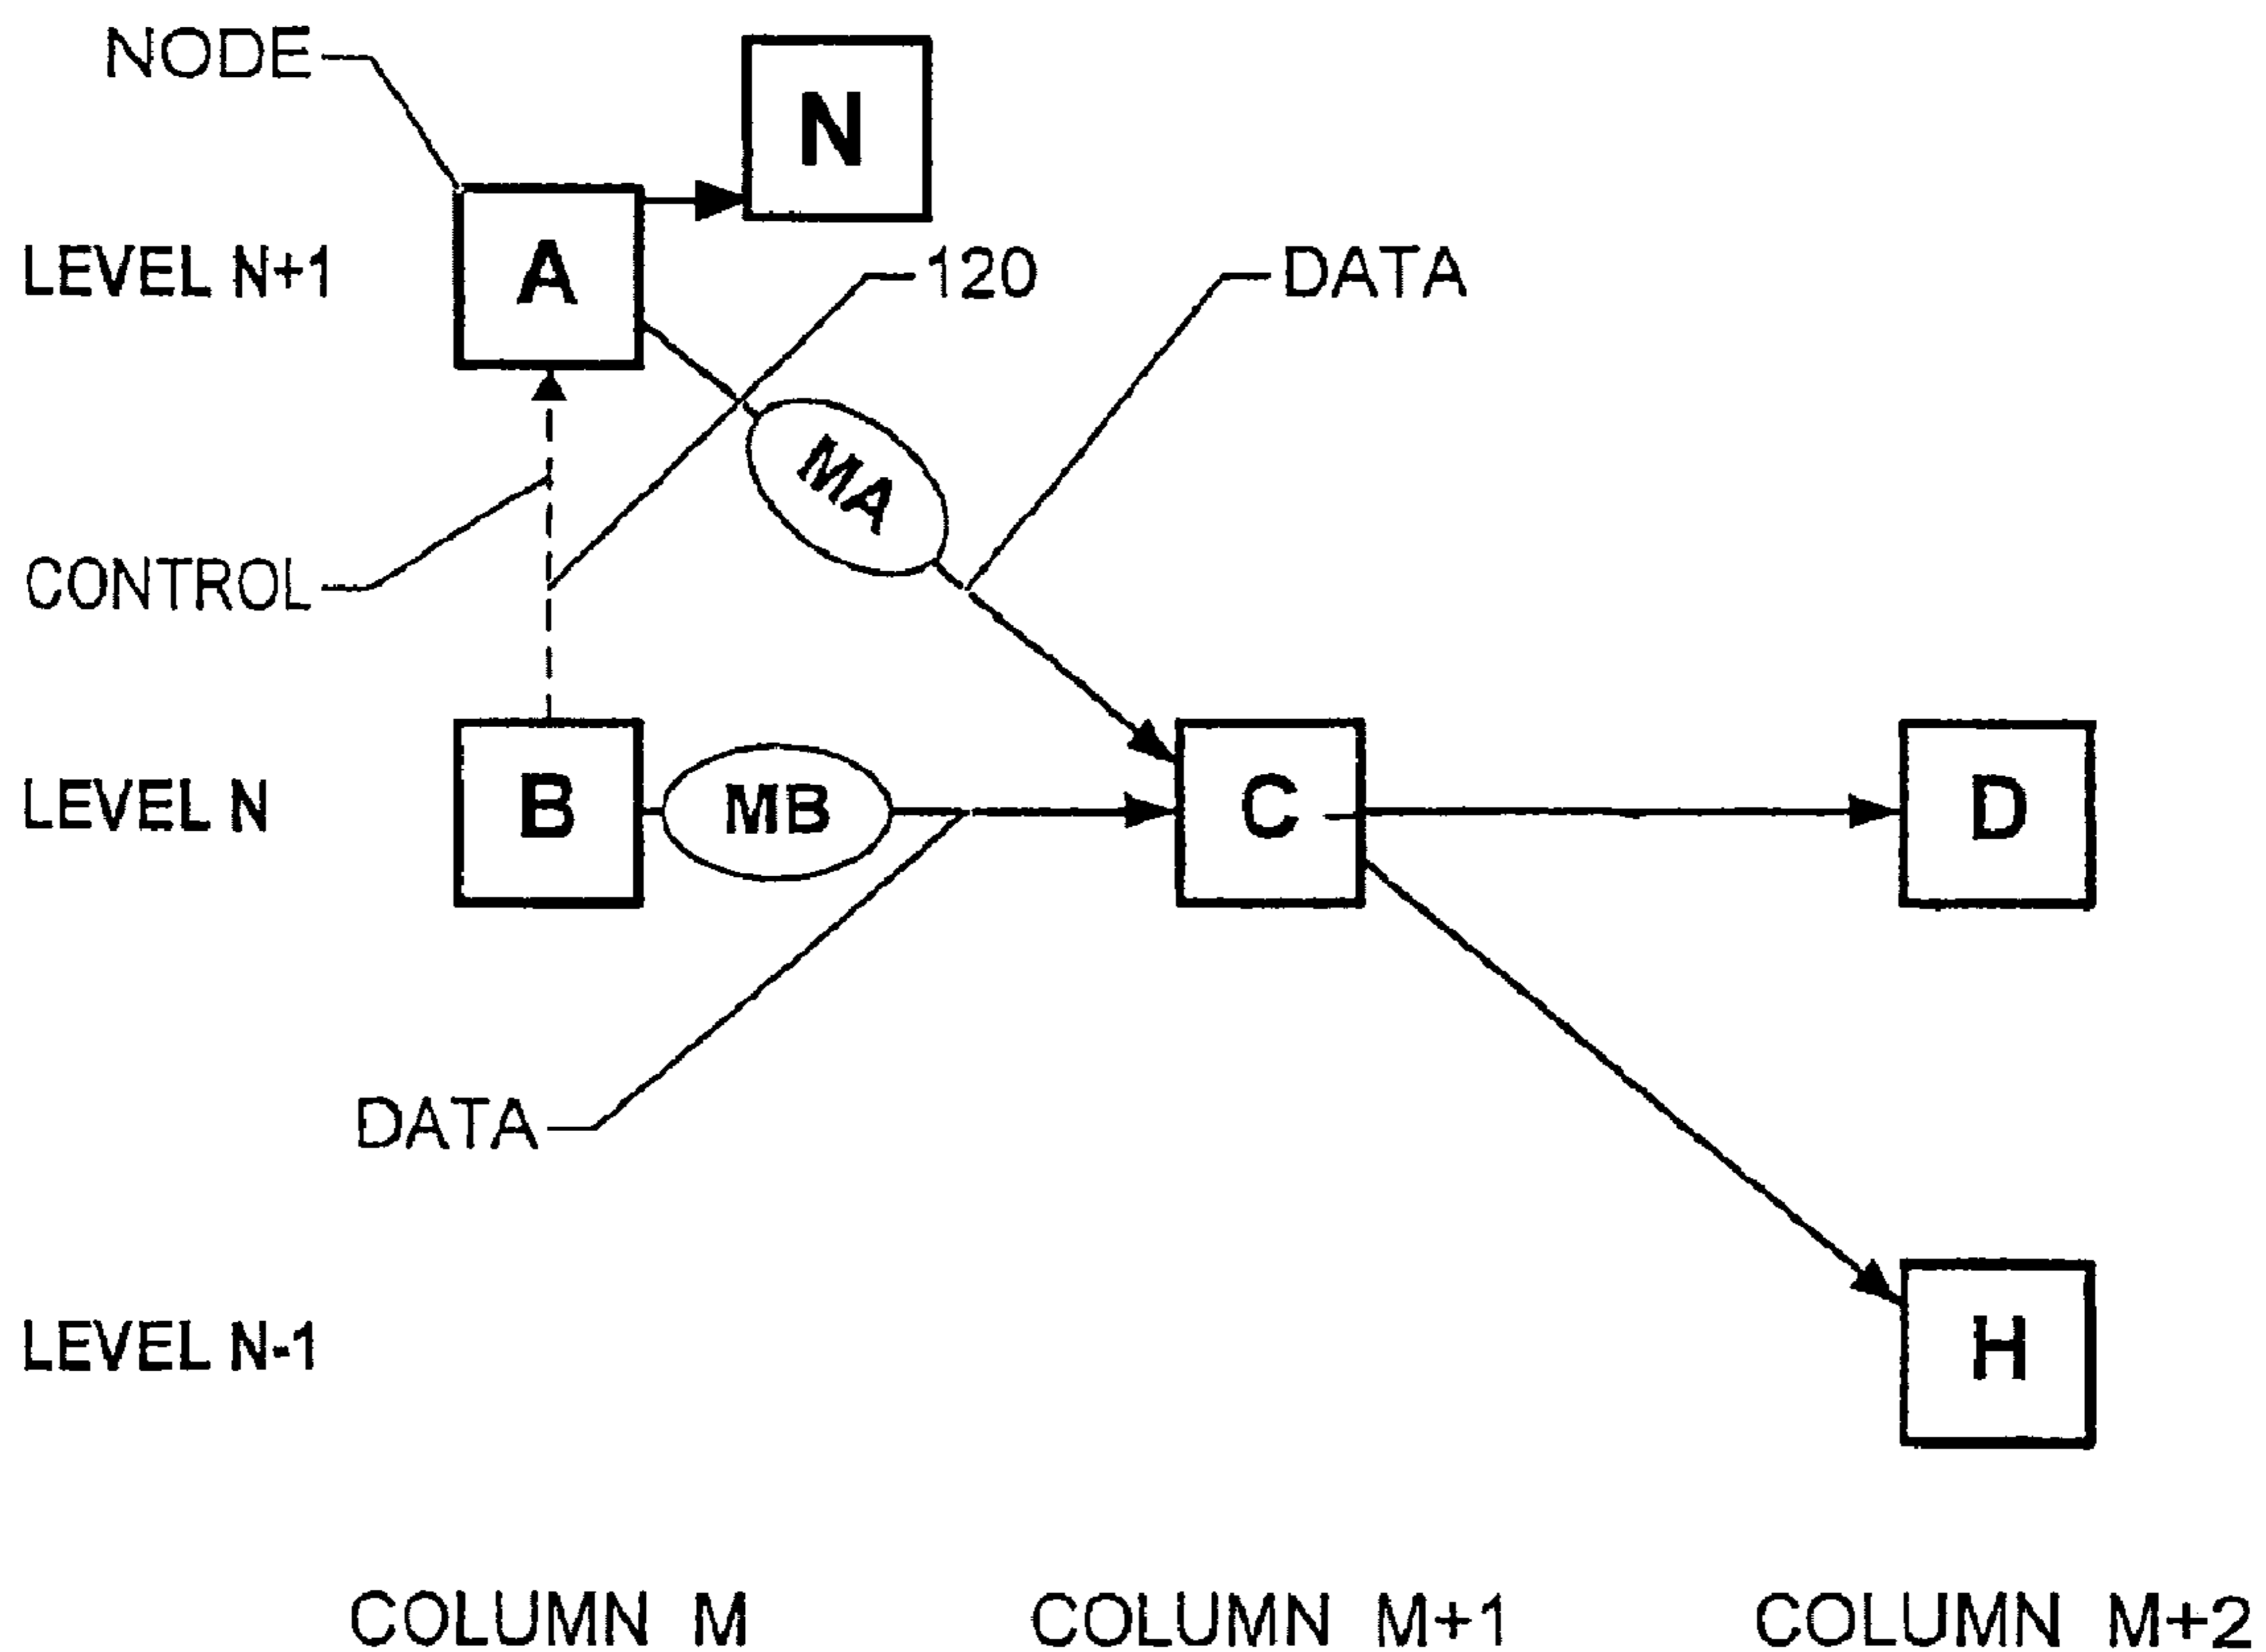 NODE
N
LEVEL N+1
A
120
DATA
MA
CONTROL
LEVEL N
B
MB
C
D
DATA
LEVEL N-1
H
COLUMN M
COLUMN M+1
COLUMN M+2